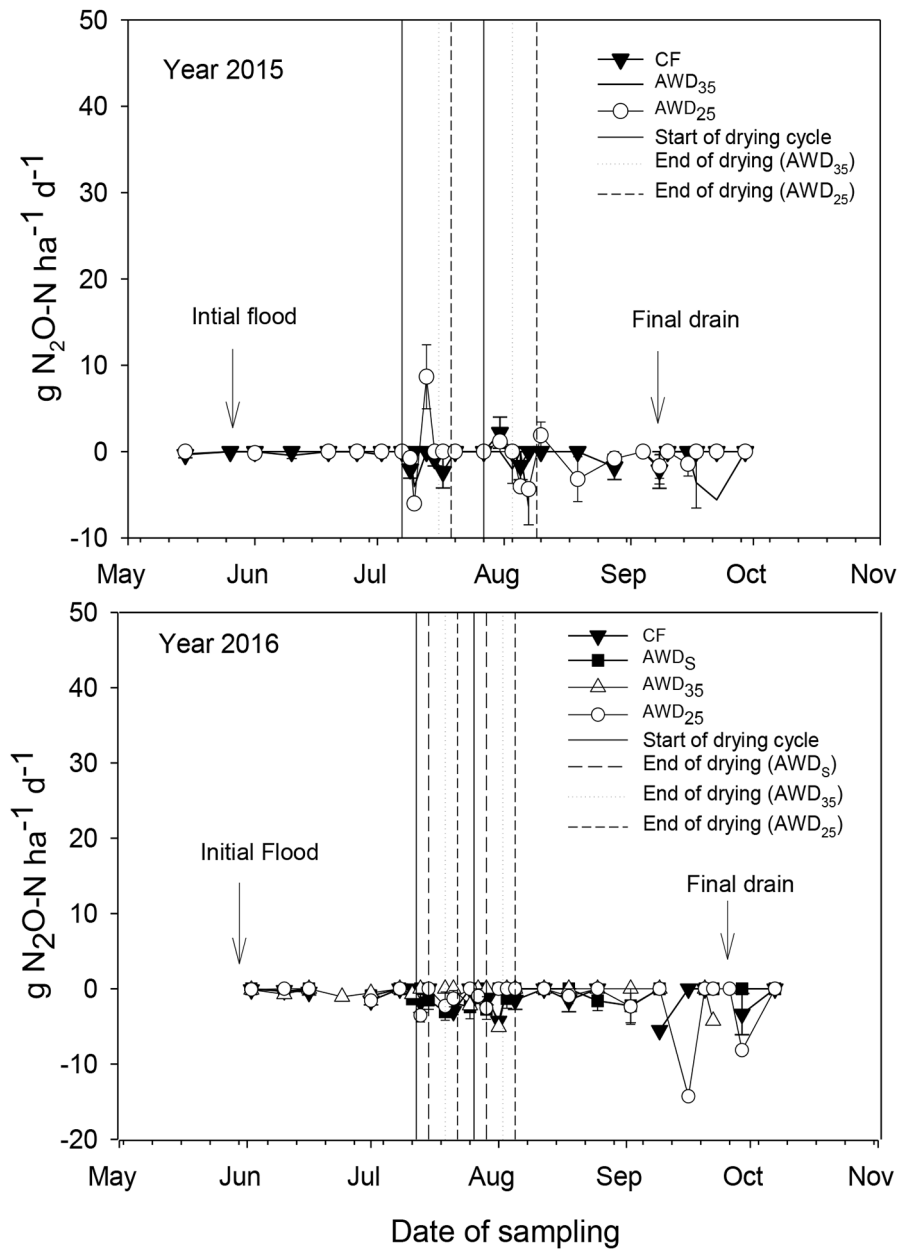 50
Year 2015
CF
AWD35
AWD25
Start of drying cycle
End of drying (AWD35)
End of drying (AWD25)
40
30
20
10
0
-10
g N2O-N ha-1 d-1
Intial flood
Final drain
May Jun Jul Aug Sep Oct Nov
50
Year 2016
CF
AWDS
AWD35
AWD25
Start of drying cycle
End of drying (AWDS)
End of drying (AWD35)
End of drying (AWD25)
40
30
20
10
0
-10
-20
g N2O-N ha-1 d-1
Initial Flood
Final drain
May Jun Jul Aug Sep Oct Nov
Date of sampling